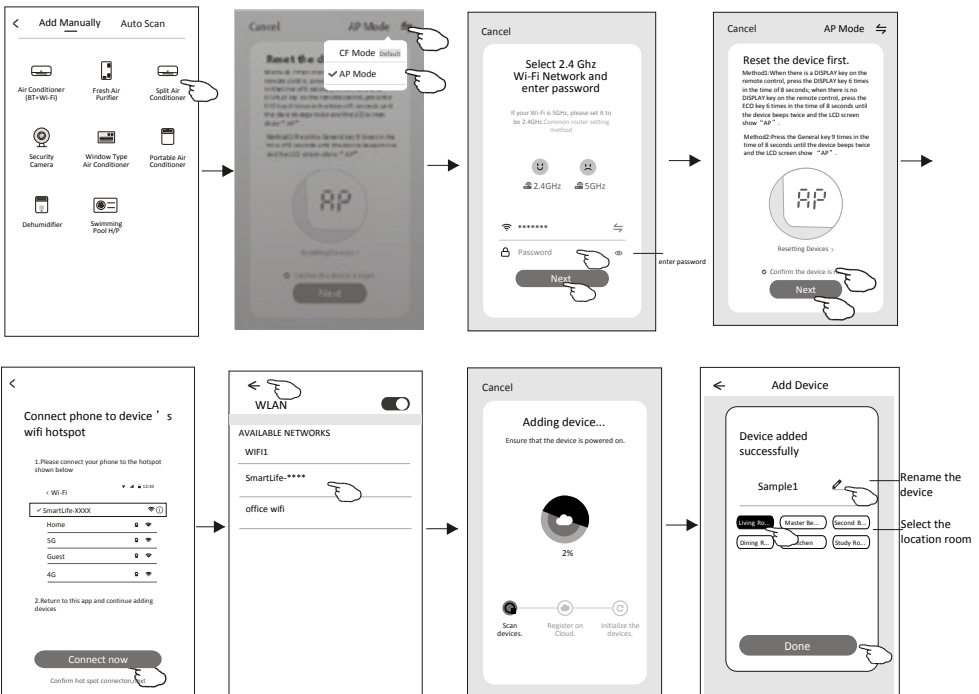 Add Manually Auto Scan
Air Conditioner
(BT+Wi-Fi)
Fresh Air
Purifier
Split Air
Conditioner
Security
Camera
Window Type
Air Conditioner
Portable Air
Conditioner
Dehumidifier
Swimming
Pool H/P
Cancel AP Mode
CF Mode Default
AP Mode
Reset the d
AP
Resetting Devices >
Confirm the device is reset
Next
Cancel
Select 2.4 Ghz
Wi-Fi Network and
enter password
If your Wi-Fi is 5GHz, please set it to
be 2.4GHz.Common router setting
method
2.4GHz 5GHz
*******
Password
enter password
Next
Cancel AP Mode
Reset the device first.
Method1:When there is a DISPLAY key on the
remote control, press the DISPLAY key 6 times
in the time of 8 seconds; when there is no
DISPLAY key on the remote control, press the
ECO key 6 times in the time of 8 seconds until
the device beeps twice and the LCD screen
show “AP”.
Method2:Press the General key 9 times in the
time of 8 seconds until the device beeps twice
and the LCD screen show “AP”.
AP
Resetting Devices >
Confirm the device is
Next
Connect phone to device’s
wifi hotspot
1.Please connect your phone to the hotspot
shown below
12:50
< Wi-Fi
SmartLife-XXXX
Home
5G
Guest
4G
2.Return to this app and continue adding
devices
Connect now
Confirm hot spot connecton,next
WLAN
AVAILABLE NETWORKS
WIFI1
SmartLife-****
office wifi
Cancel
Adding device...
Ensure that the device is powered on.
2%
Scan
devices.
Register on
Cloud.
Initialize the
devices.
Add Device
Device added
successfully
Sample1
Rename the
device
Living Ro... Master Be... Second B...
Dining R... tchen Study Ro...
Select the
location room
Done